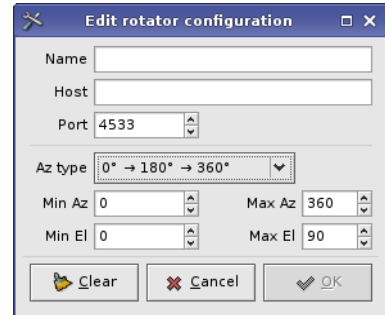 Edit rotator configuration
Name
Host
Port 4533
Az type 0° → 180° → 360°
Min Az 0 Max Az 360
Min El 0 Max El 90
Clear Cancel OK